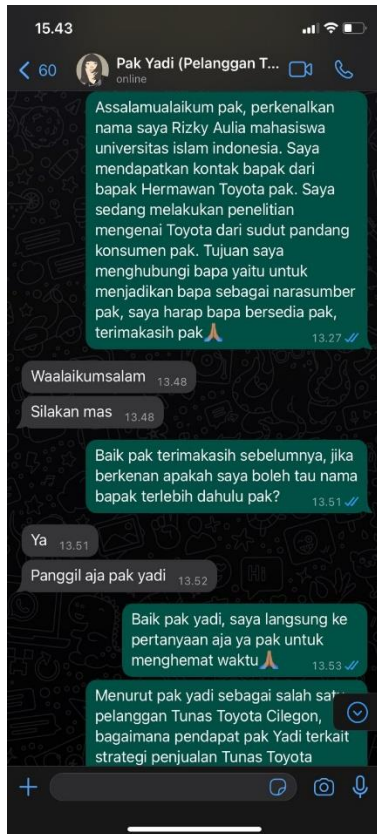 15.43
60
Pak Yadi (Pelanggan T...
online
Assalamualaikum pak, perkenalkan
nama saya Rizky Aulia mahasiswa
universitas islam indonesia. Saya
mendapatkan kontak bapak dari
bapak Hermawan Toyota pak. Saya
sedang melakukan penelitian
mengenai Toyota dari sudut pandang
konsumen pak. Tujuan saya
menghubungi bapa yaitu untuk
menjadikan bapa sebagai narasumber
pak, saya harap bapa bersedia pak,
terimakasih pak🙏🏽
13.27
Waalaikumsalam 13.48
Silakan mas 13.48
Baik pak terimakasih sebelumnya, jika
berkenan apakah saya boleh tau nama
bapak terlebih dahulu pak?
13.51
Ya 13.51
Panggil aja pak yadi 13.52
Baik pak yadi, saya langsung ke
pertanyaan aja ya pak untuk
menghemat waktu🙏🏽
13.53
Menurut pak yadi sebagai salah satu
pelanggan Tunas Toyota Cilegon,
bagaimana pendapat pak Yadi terkait
strategi penjualan Tunas Toyota